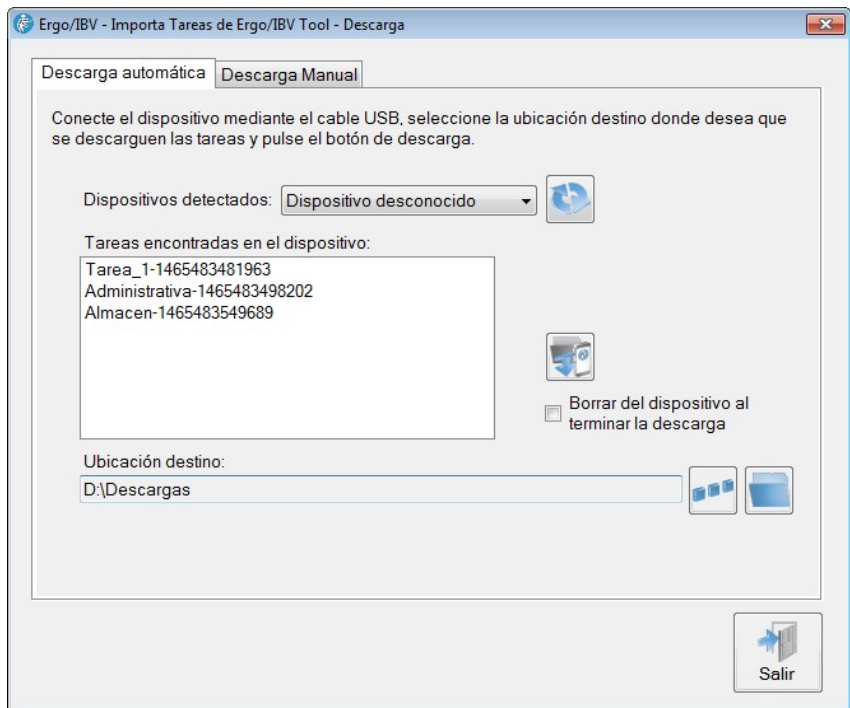 Ergo/IBV - Importa Tareas de Ergo/IBV Tool - Descarga
Descarga automática
Descarga Manual
Conecte el dispositivo mediante el cable USB, seleccione la ubicación destino donde desea que
se descarguen las tareas y pulse el botón de descarga.
Dispositivos detectados:
Dispositivo desconocido
Tareas encontradas en el dispositivo:
Tarea_1-1465483481963
Administrativa-1465483498202
Almacen-1465483549689
Borrar del dispositivo al
terminar la descarga
Ubicación destino:
D:\Descargas
Salir